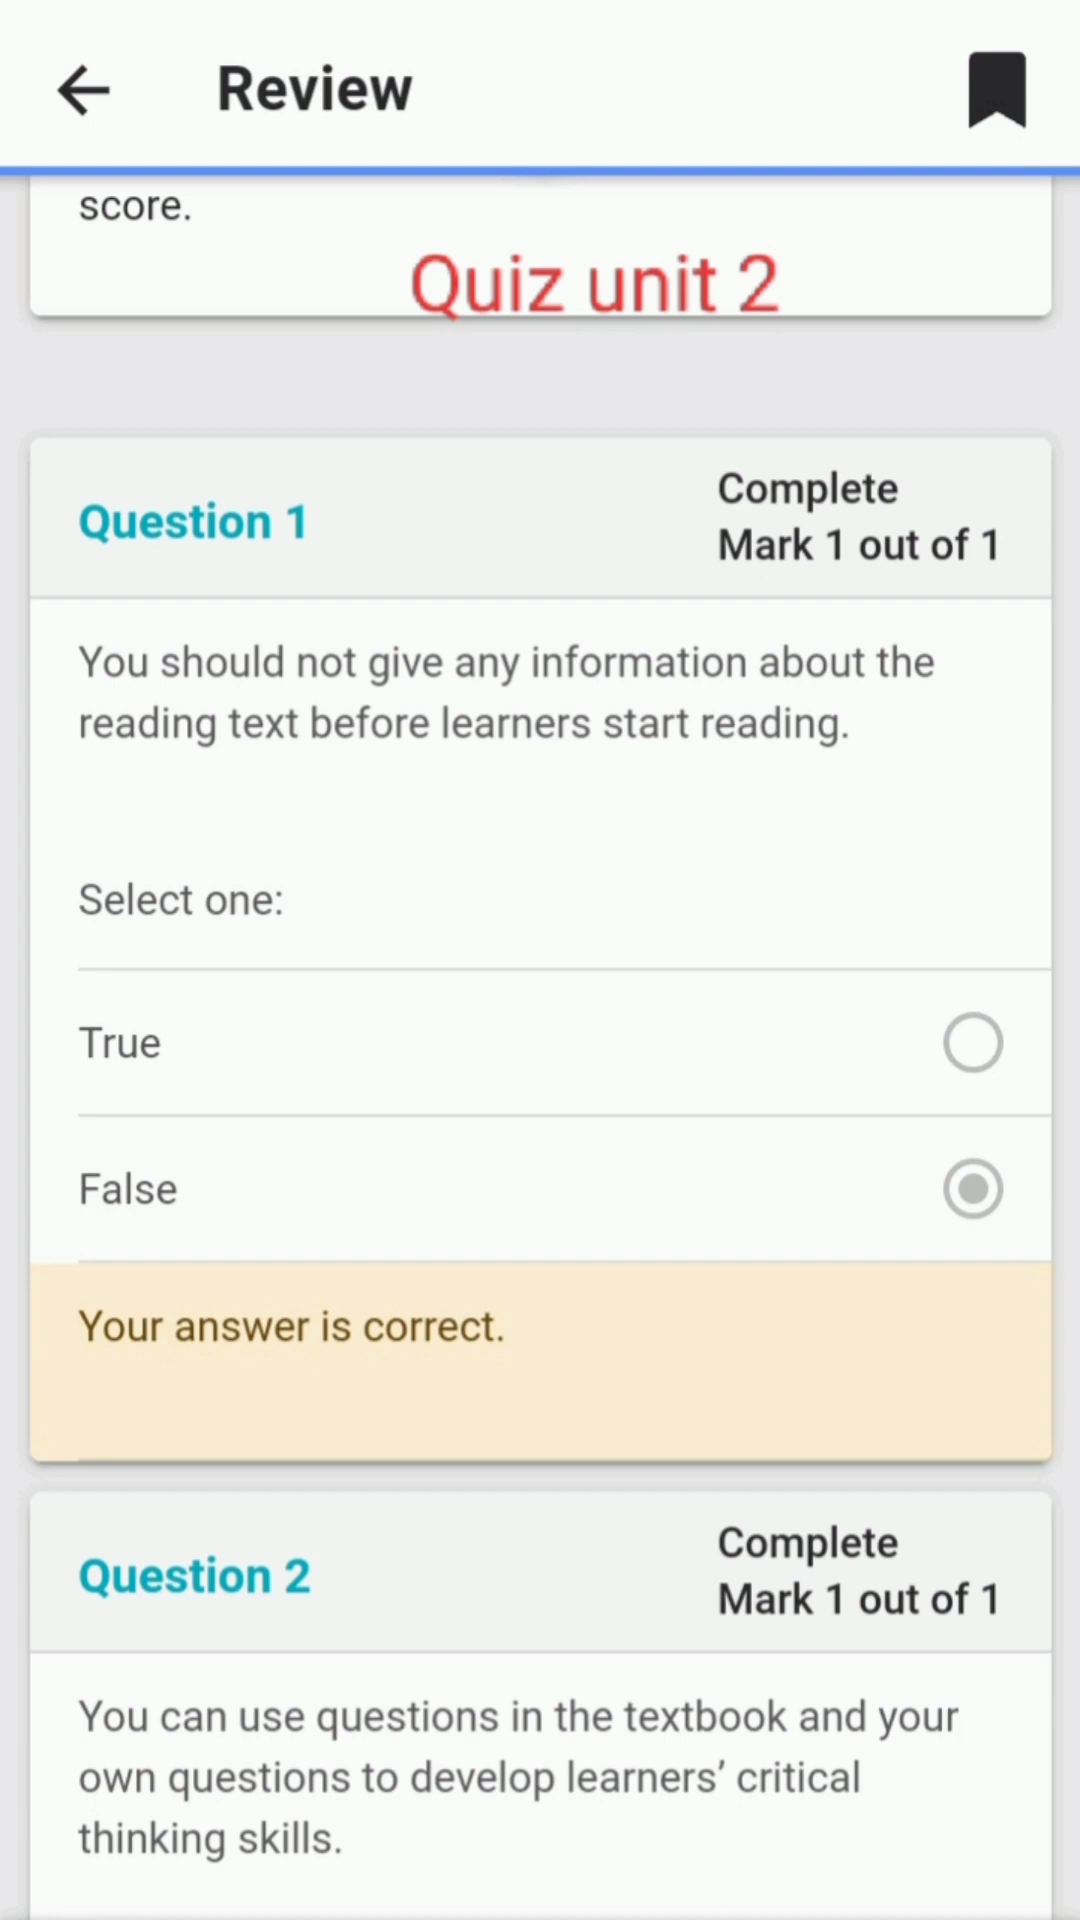 Review
score.
Quiz unit 2
Question 1
Complete
Mark 1 out of 1
You should not give any information about the
reading text before learners start reading.
Select one:
True
False
Your answer is correct.
Question 2
Complete
Mark 1 out of 1
You can use questions in the textbook and your
own questions to develop learners’ critical
thinking skills.